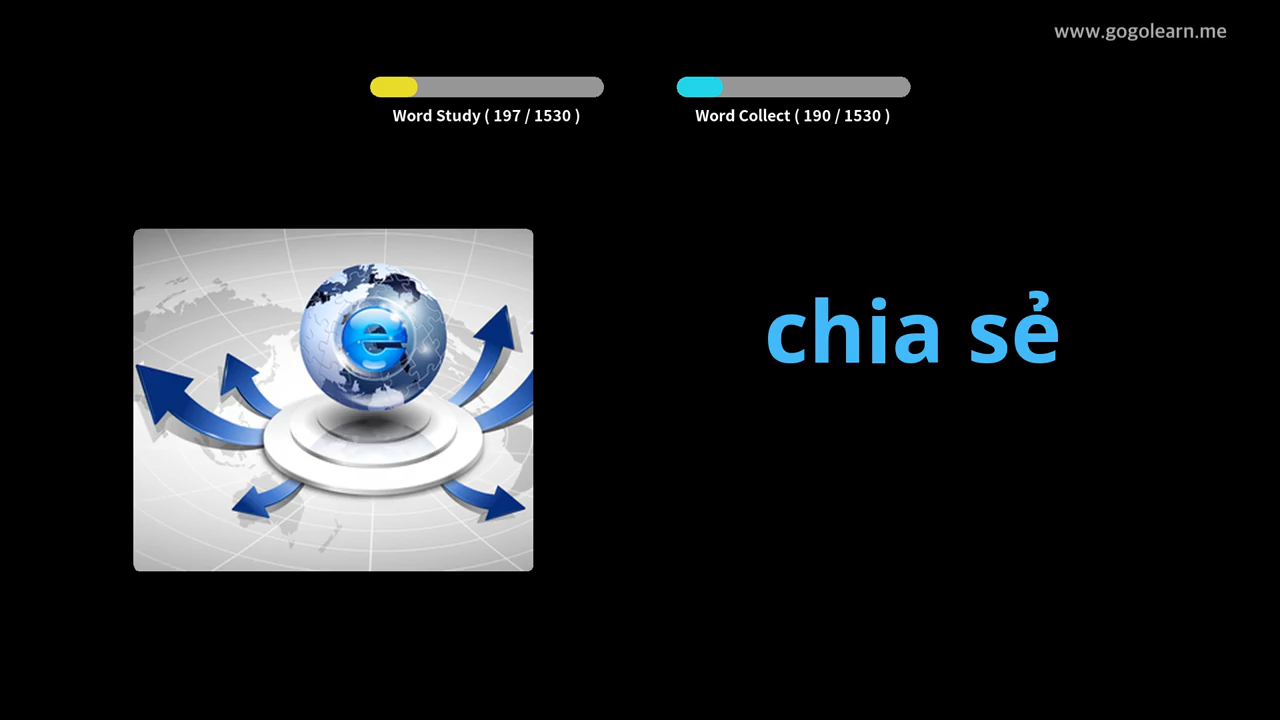 www.gogolearn.me
Word Study ( 197 / 1530 )
Word Collect ( 190 / 1530 )
e
chia sẻ